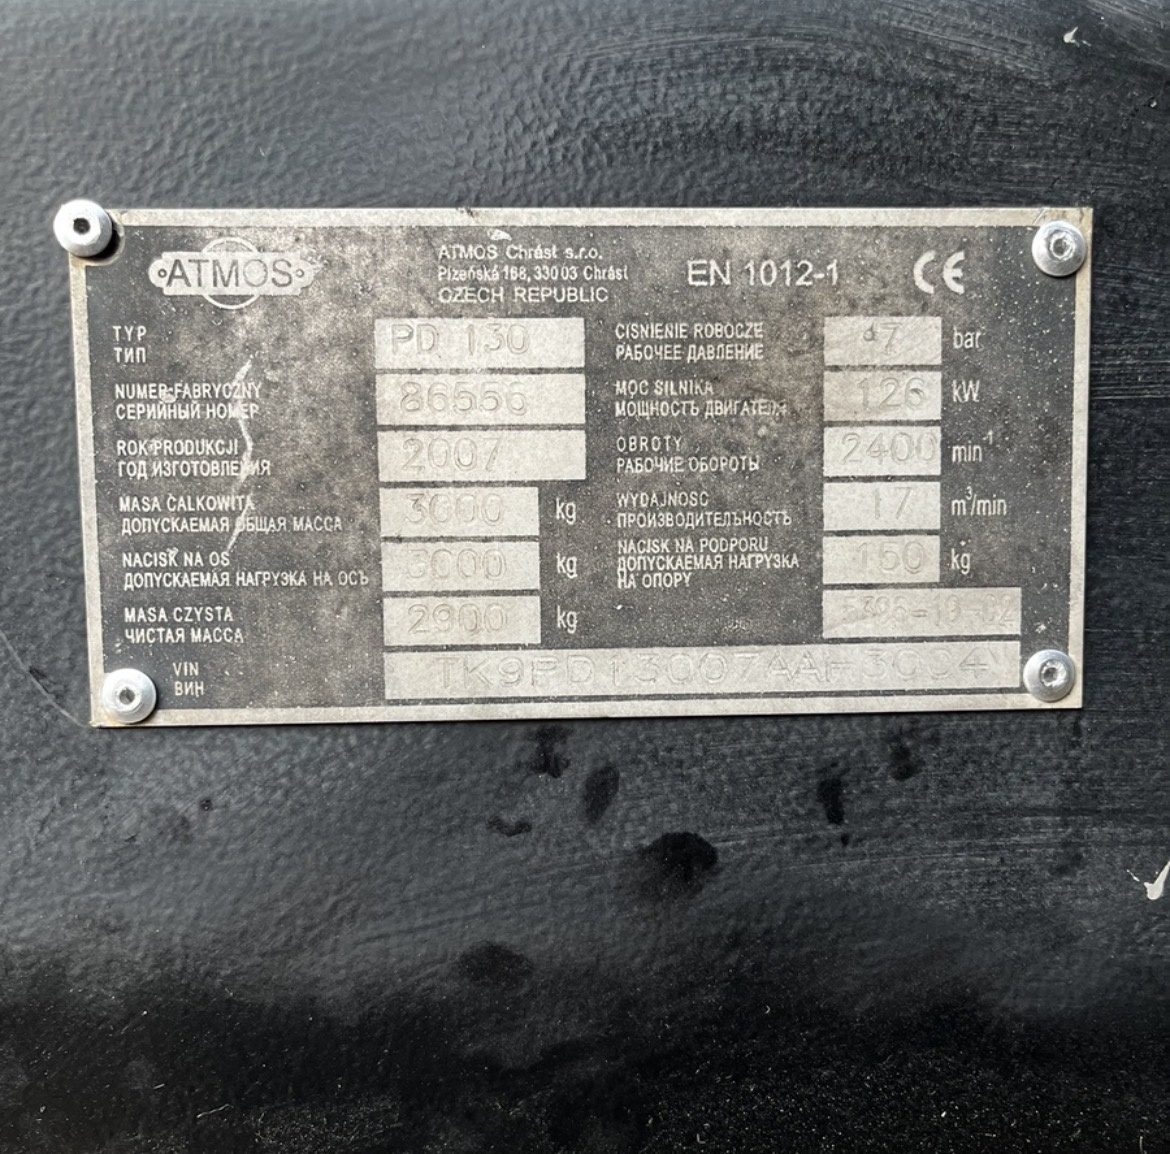 ATMOS
ATMOS Chrást s.r.o.
Plzeňská 168, 330 03 Chrást
CZECH REPUBLIC
EN 1012-1
CE
TYP
ТИП
PD 130
NUMER FABRYCZNY
СЕРИЙНЫЙ НОМЕР
86556
ROK PRODUKCJI
ГОД ИЗГОТОВЛЕНИЯ
2007
MASA CALKOWITA
ДОПУСКАЕМАЯ ОБЩАЯ МАССА
3000 kg
NACISK NA OS
ДОПУСКАЕМАЯ НАГРУЗКА НА ОСЬ
3000 kg
MASA CZYSTA
ЧИСТАЯ МАССА
2900 kg
CISNIENIE ROBOCZE
РАБОЧЕЕ ДАВЛЕНИЕ
7 bar
MOC SILNIKA
МОЩНОСТЬ ДВИГАТЕЛЯ
126 kW
OBROTY
РАБОЧИЕ ОБОРОТЫ
2400 min⁻¹
WYDAJNOSC
ПРОИЗВОДИТЕЛЬНОСТЬ
17 m³/min
NACISK NA PODPORU
ДОПУСКАЕМАЯ НАГРУЗКА
НА ОПОРУ
150 kg
VIN
ВИН